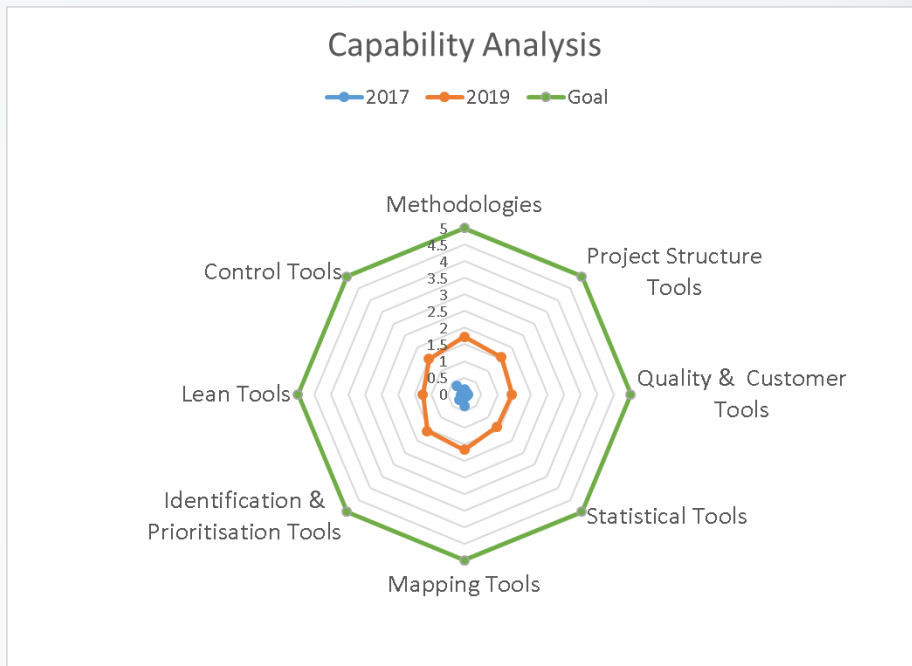 Capability Analysis
2017 2019 Goal
Methodologies
5
4.5
4
3.5
3
2.5
2
1.5
1
0.5
0
Project Structure
Tools
Quality & Customer
Tools
Statistical Tools
Mapping Tools
Identification &
Prioritisation Tools
Lean Tools
Control Tools